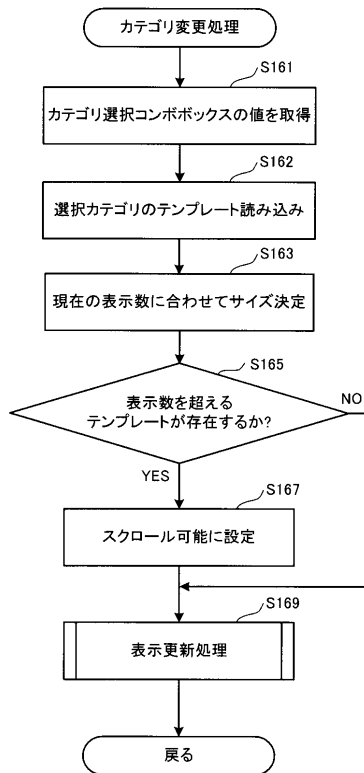 カテゴリ変更処理
S161
カテゴリ選択コンボボックスの値を取得
S162
選択カテゴリのテンプレート読み込み
S163
現在の表示数に合わせてサイズ決定
S165
表示数を超える
テンプレートが存在するか?
NO
YES
S167
スクロール可能に設定
S169
表示更新処理
戻る